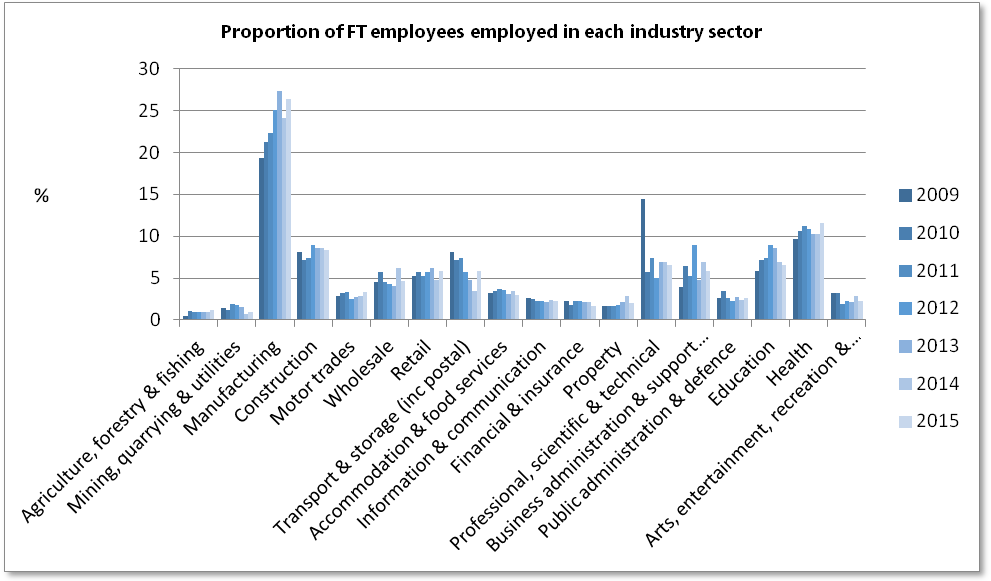 Proportion of FT employees employed in each industry sector
30
25
20
15
10
5
0
%
Agriculture, forestry & fishing
Mining, quarrying & utilities
Manufacturing
Construction
Motor trades
Wholesale
Retail
Transport & storage (inc postal)
Accommodation & food services
Information & communication
Financial & insurance
Property
Professional, scientific & technical
Business administration & support...
Public administration & defence
Education
Health
Arts, entertainment, recreation &...
2009
2010
2011
2012
2013
2014
2015